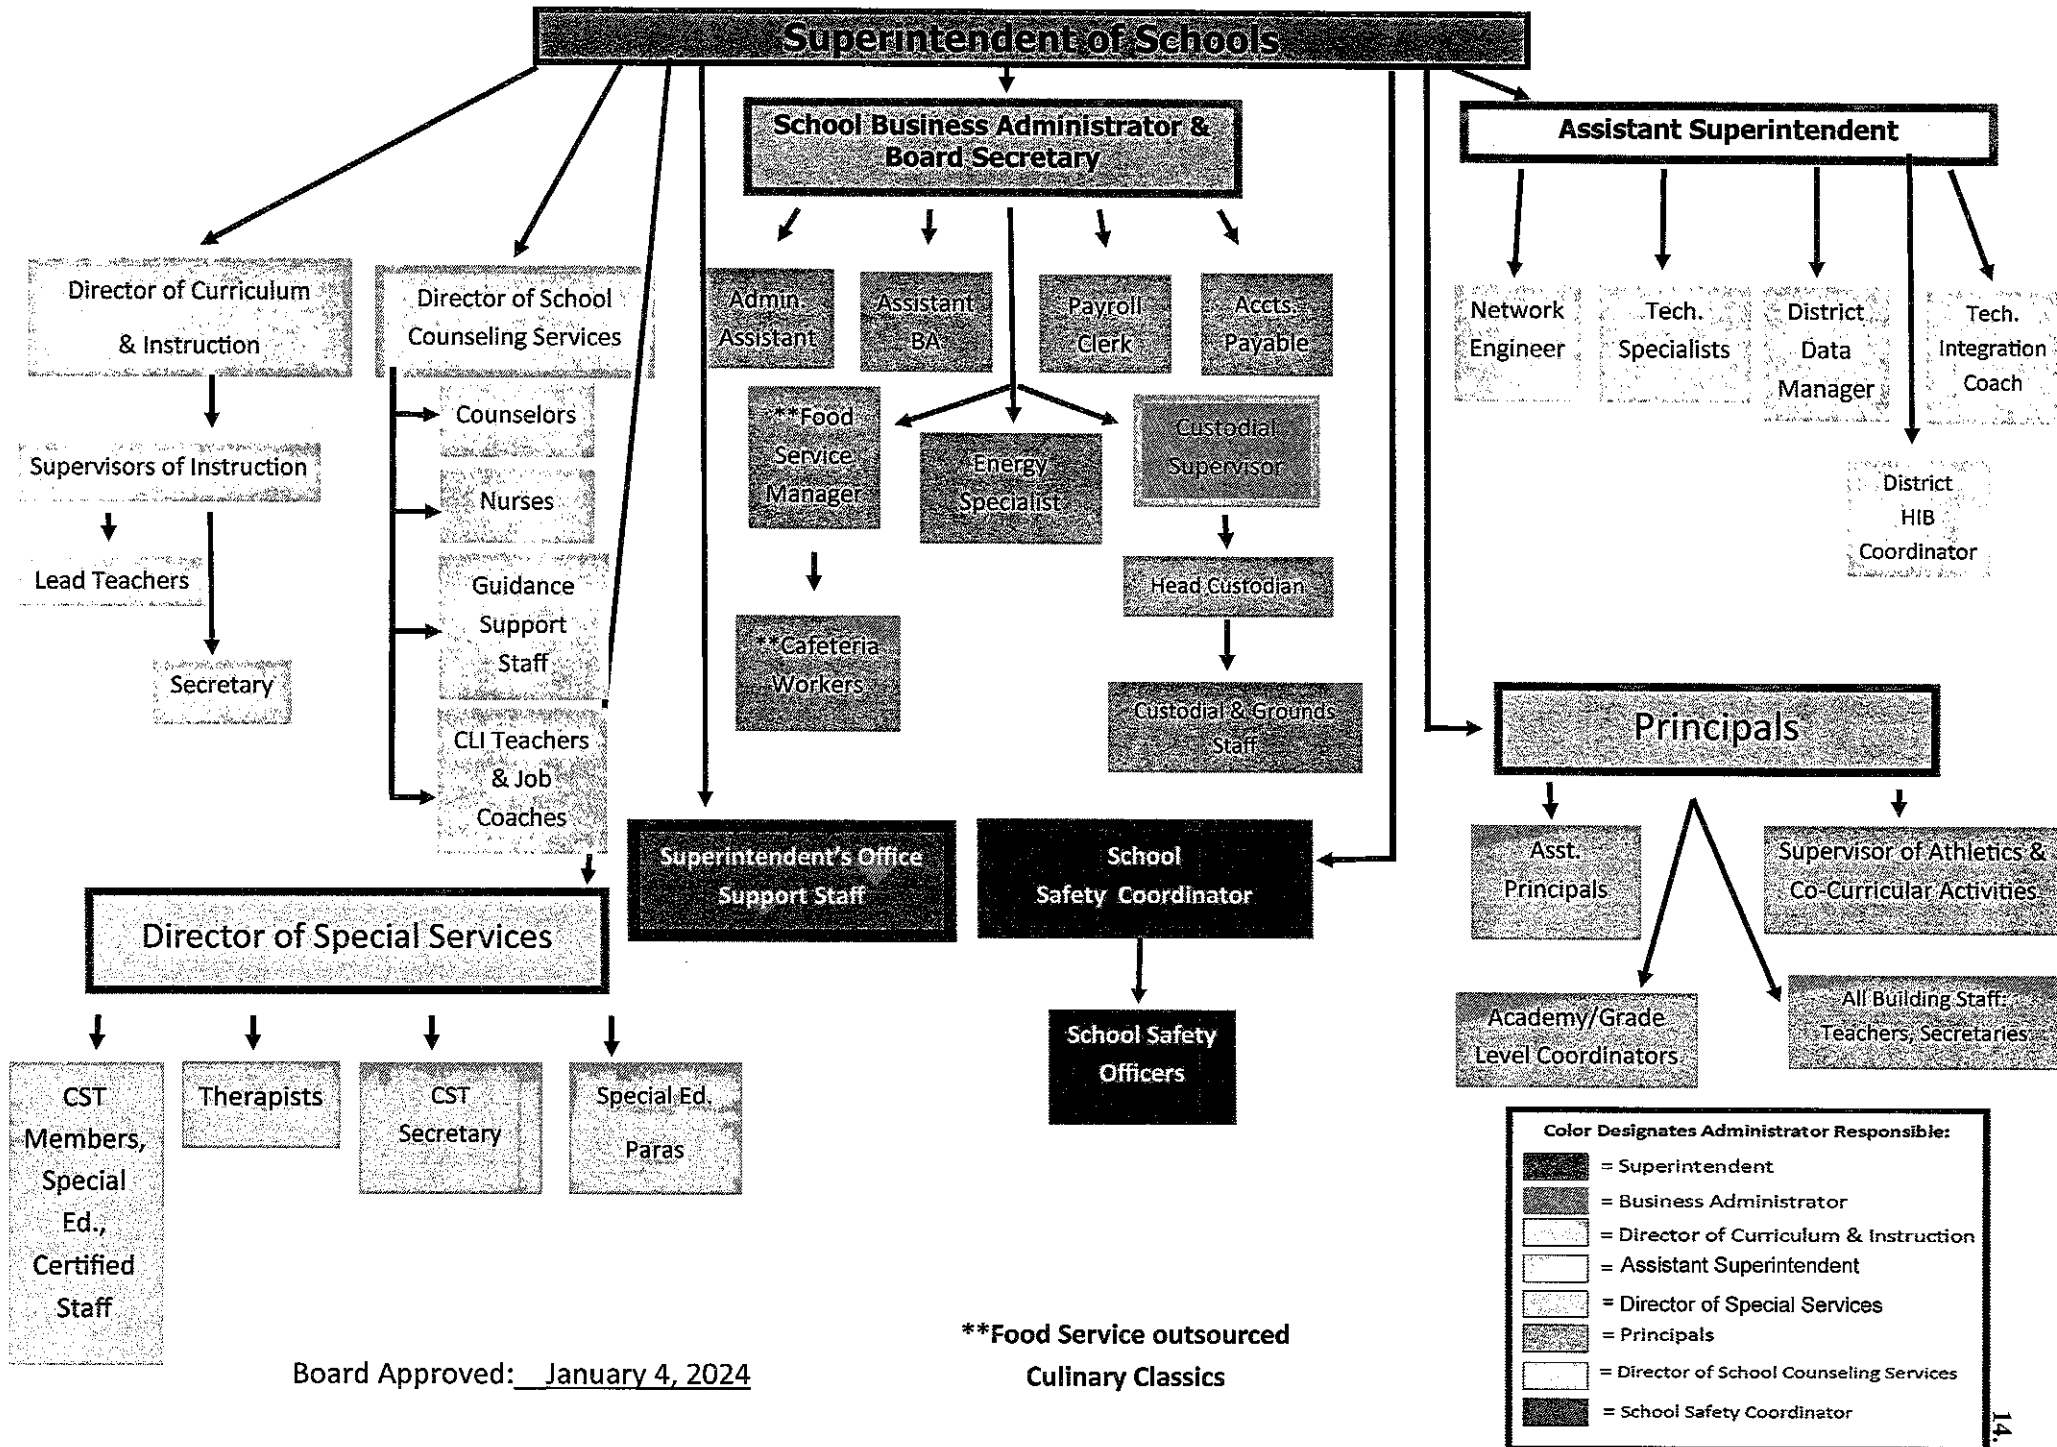 Superintendent of Schools
School Business Administrator &
Board Secretary
Assistant Superintendent
Director of Curriculum
& Instruction
Director of School
Counseling Services
Admin.
Assistant
Assistant
BA
Payroll
Clerk
Accts.
Payable
Network
Engineer
Tech.
Specialists
District
Data
Manager
Tech.
Integration
Coach
Counselors
**Food
Service
Manager
Energy
Specialist
Custodial
Supervisor
Supervisors of Instruction
Nurses
District
HIB
Coordinator
Lead Teachers
Guidance
Support
Staff
Head Custodian
**Cafeteria
Workers
Secretary
Custodial & Grounds
Staff
Principals
CLI Teachers
& Job
Coaches
Superintendent's Office
Support Staff
School
Safety Coordinator
Asst.
Principals
Supervisor of Athletics &
Co-Curricular Activities
Director of Special Services
School Safety
Officers
Academy/Grade
Level Coordinators
All Building Staff:
Teachers, Secretaries
CST
Members,
Special
Ed.,
Certified
Staff
Therapists
CST
Secretary
Special Ed.
Paras
Color Designates Administrator Responsible:
= Superintendent
= Business Administrator
= Director of Curriculum & Instruction
= Assistant Superintendent
= Director of Special Services
= Principals
= Director of School Counseling Services
= School Safety Coordinator
**Food Service outsourced
Culinary Classics
Board Approved: January 4, 2024
14.